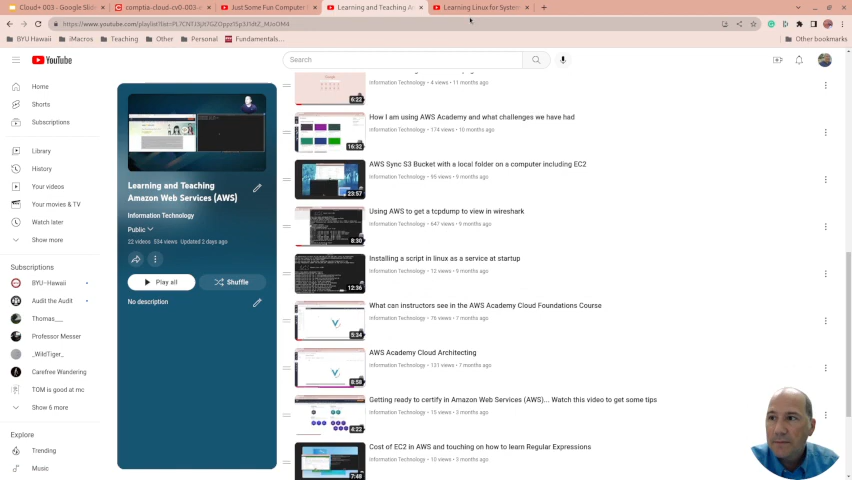 Cloud+ 003 - Google Slid
comptia-cloud-cv0-003-e
Just Some Fun Computer
Learning and Teaching A
Learning Linux for System
https://www.youtube.com/playlist?list=PL7CNTJ3jJt7GZiOppz1Sp3J1dtZ_MJoOM4
BYU Hawaii
iMacros
Teaching
Other
Personal
Fundamentals...
Other bookmarks
YouTube
Search
Home
Shorts
Subscriptions
Library
History
Your videos
Your movies & TV
Watch later
Show more
Subscriptions
BYU-Hawaii
Audit the Audit
Thomas___
Professor Messer
_WildTiger_
Carefree Wandering
TOM is good at mc
Show 6 more
Explore
Trending
Music
Learning and Teaching
Amazon Web Services (AWS)
Information Technology
Public
22 videos 534 views Updated 2 days ago
Play all
Shuffle
No description
Information Technology • 4 views • 11 months ago
6:22
How I am using AWS Academy and what challenges we have had
Information Technology • 174 views • 10 months ago
16:32
AWS Sync S3 Bucket with a local folder on a computer including EC2
Information Technology • 95 views • 9 months ago
23:57
Using AWS to get a tcpdump to view in wireshark
Information Technology • 647 views • 9 months ago
8:30
Installing a script in linux as a service at startup
Information Technology • 12 views • 9 months ago
12:36
What can instructors see in the AWS Academy Cloud Foundations Course
Information Technology • 76 views • 7 months ago
5:34
AWS Academy Cloud Architecting
Information Technology • 131 views • 7 months ago
8:58
Getting ready to certify in Amazon Web Services (AWS)... Watch this video to get some tips
Information Technology • 15 views • 3 months ago
4:22
Cost of EC2 in AWS and touching on how to learn Regular Expressions
Information Technology • 10 views • 3 months ago
7:48